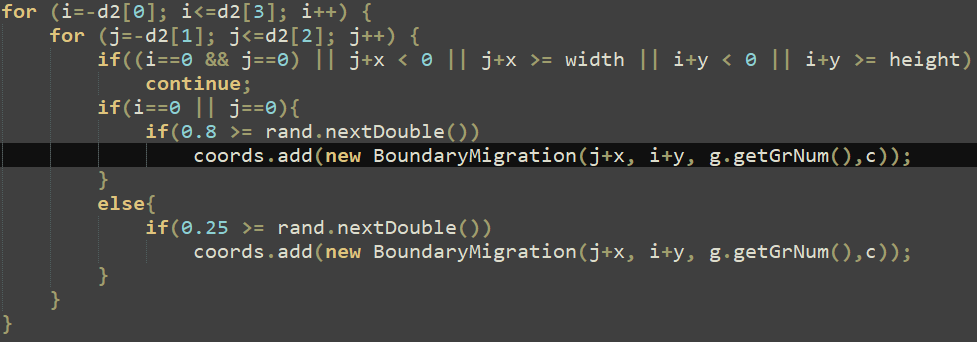 for (i=-d2[0]; i<=d2[3]; i++) {
for (j=-d2[1]; j<=d2[2]; j++) {
if((i==0 && j==0) || j+x < 0 || j+x >= width || i+y < 0 || i+y >= height)
continue;
if(i==0 || j==0){
if(0.8 >= rand.nextDouble())
coords.add(new BoundaryMigration(j+x, i+y, g.getGrNum(),c));
}
else{
if(0.25 >= rand.nextDouble())
coords.add(new BoundaryMigration(j+x, i+y, g.getGrNum(),c));
}
}
}